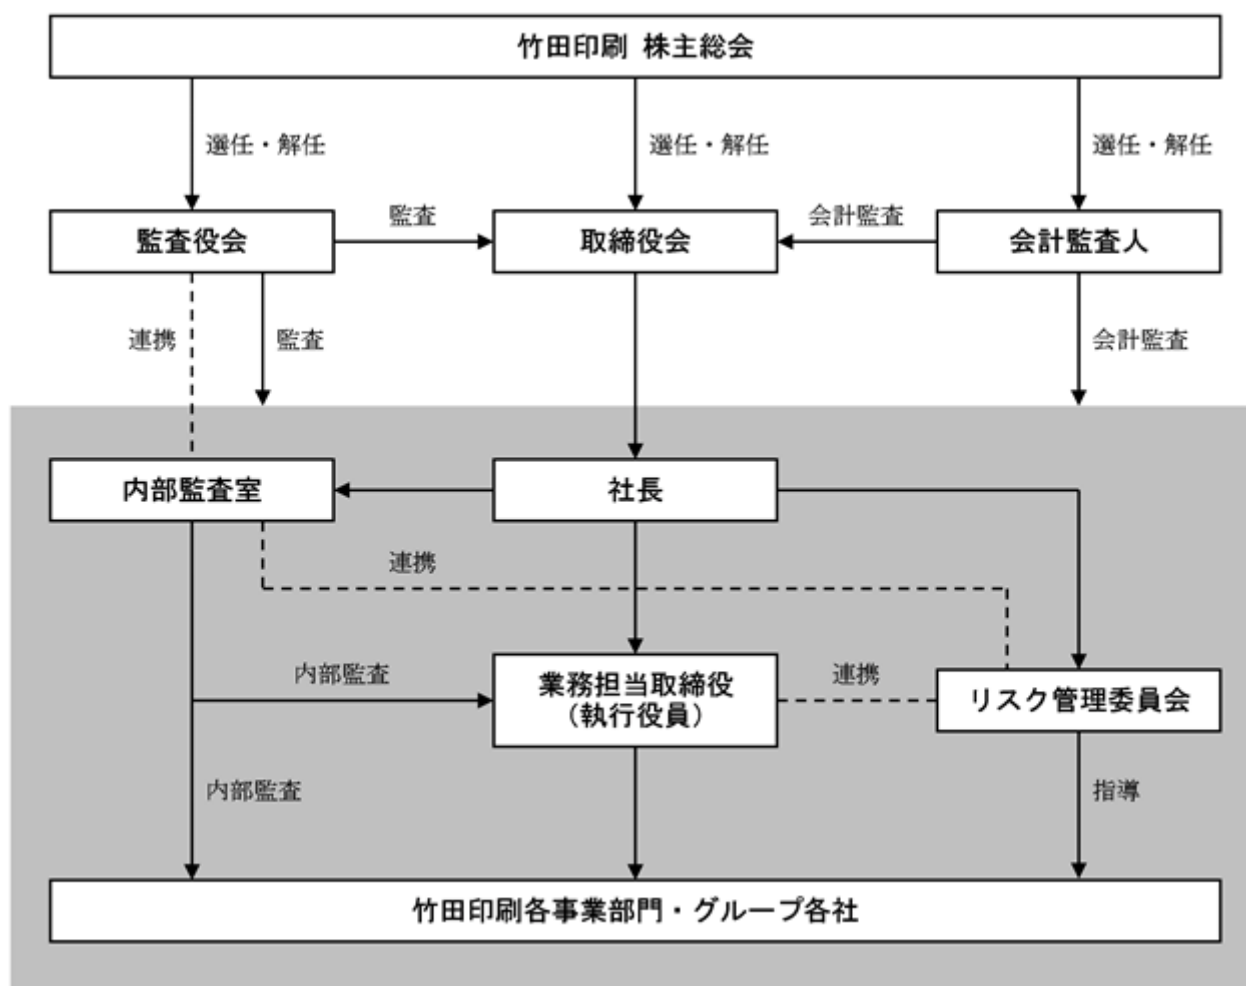 竹田印刷 株主総会
選任・解任
選任・解任
選任・解任
監査役会
監査
取締役会
会計監査
会計監査人
連携
監査
会計監査
内部監査室
社長
連携
内部監査
業務担当取締役
（執行役員）
連携
リスク管理委員会
内部監査
指導
竹田印刷各事業部門・グループ各社